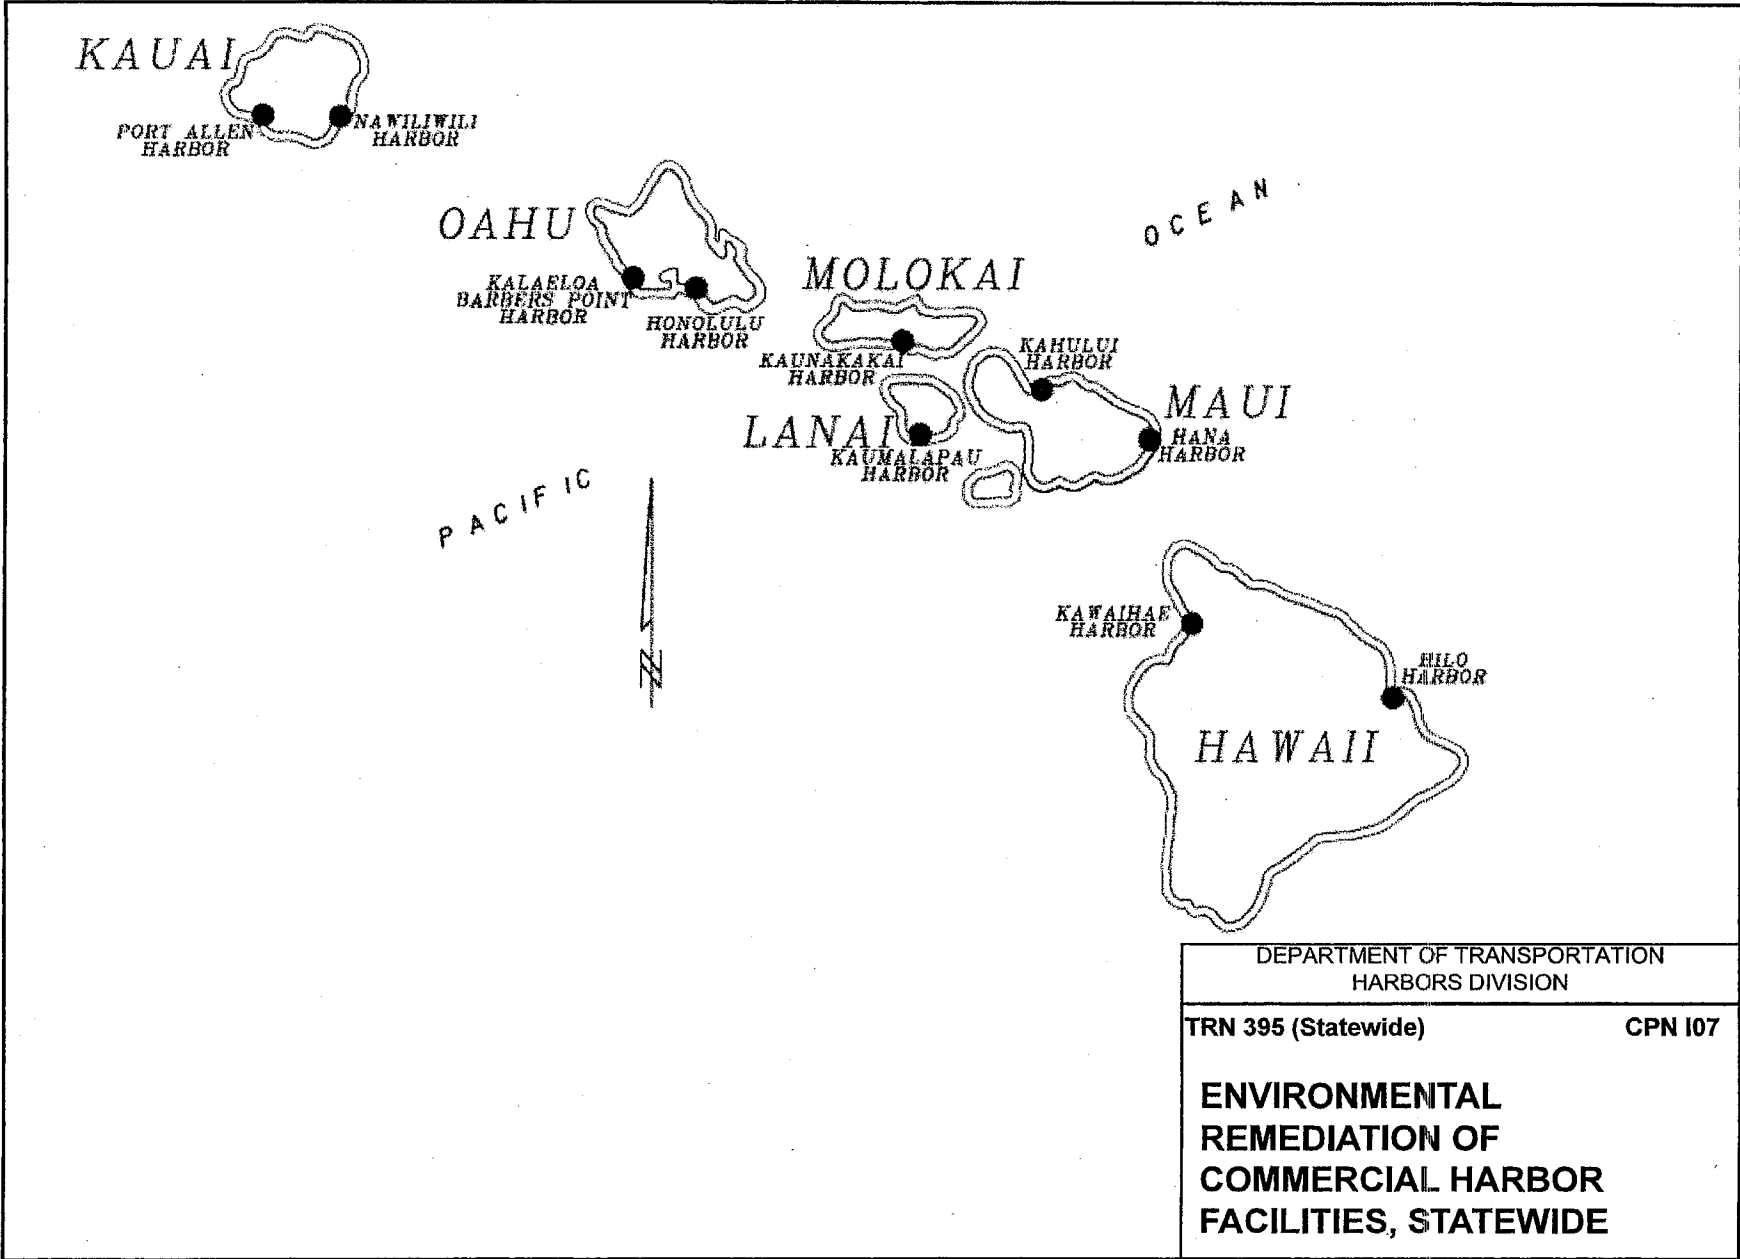 KAUAI
PORT ALLEN
HARBOR
NAWILIWILI
HARBOR
OAHU
KALAELOA
BARBERS POINT
HARBOR
HONOLULU
HARBOR
MOLOKAI
KAUNAKAKAI
HARBOR
OCEAN
KAHULUI
HARBOR
MAUI
HANA
HARBOR
LANAI
KAUMALAPAU
HARBOR
PACIFIC
N
KAWAIHAE
HARBOR
HILO
HARBOR
HAWAII
DEPARTMENT OF TRANSPORTATION
HARBORS DIVISION
TRN 395 (Statewide) CPN I07
ENVIRONMENTAL
REMEDIATION OF
COMMERCIAL HARBOR
FACILITIES, STATEWIDE